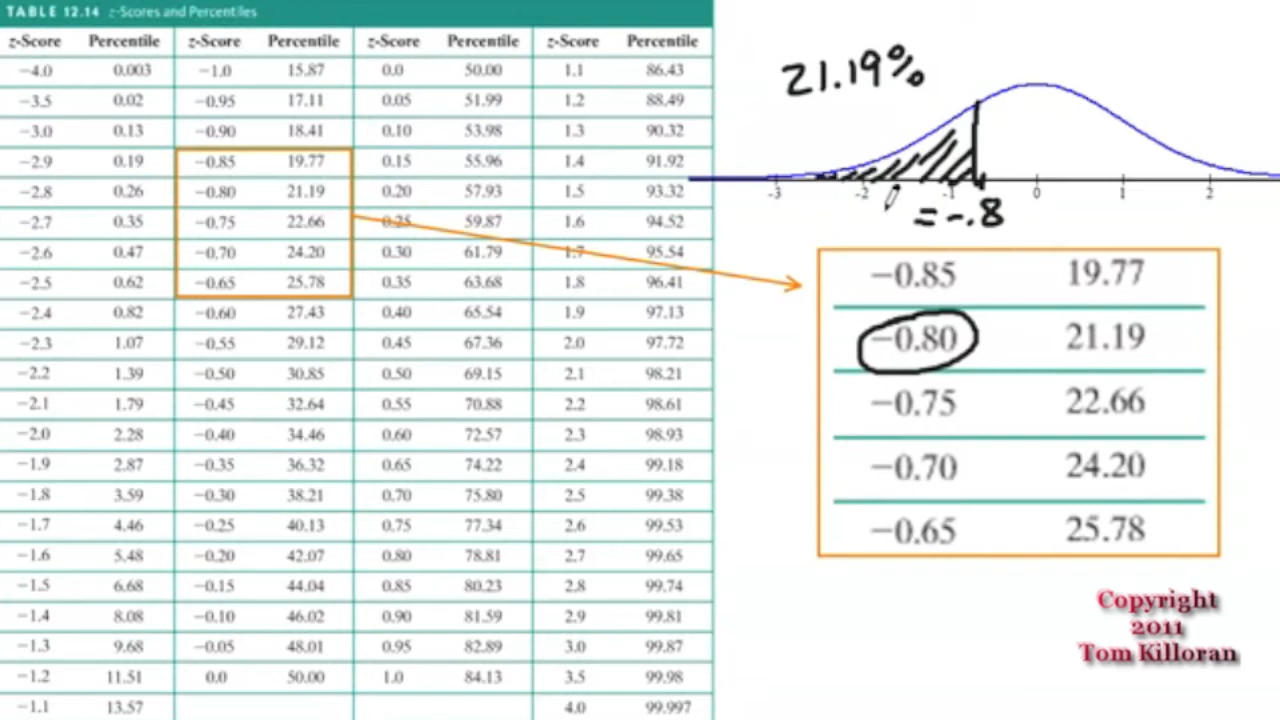 TABLE 12.14 z-Scores and Percentiles
z-Score Percentile z-Score Percentile z-Score Percentile z-Score Percentile
−4.0 0.003 −1.0 15.87 0.0 50.00 1.1 86.43
−3.5 0.02 −0.95 17.11 0.05 51.99 1.2 88.49
−3.0 0.13 −0.90 18.41 0.10 53.98 1.3 90.32
−2.9 0.19 −0.85 19.77 0.15 55.96 1.4 91.92
−2.8 0.26 −0.80 21.19 0.20 57.93 1.5 93.32
−2.7 0.35 −0.75 22.66 0.25 59.87 1.6 94.52
−2.6 0.47 −0.70 24.20 0.30 61.79 1.7 95.54
−2.5 0.62 −0.65 25.78 0.35 63.68 1.8 96.41
−2.4 0.82 −0.60 27.43 0.40 65.54 1.9 97.13
−2.3 1.07 −0.55 29.12 0.45 67.36 2.0 97.72
−2.2 1.39 −0.50 30.85 0.50 69.15 2.1 98.21
−2.1 1.79 −0.45 32.64 0.55 70.88 2.2 98.61
−2.0 2.28 −0.40 34.46 0.60 72.57 2.3 98.93
−1.9 2.87 −0.35 36.32 0.65 74.22 2.4 99.18
−1.8 3.59 −0.30 38.21 0.70 75.80 2.5 99.38
−1.7 4.46 −0.25 40.13 0.75 77.34 2.6 99.53
−1.6 5.48 −0.20 42.07 0.80 78.81 2.7 99.65
−1.5 6.68 −0.15 44.04 0.85 80.23 2.8 99.74
−1.4 8.08 −0.10 46.02 0.90 81.59 2.9 99.81
−1.3 9.68 −0.05 48.01 0.95 82.89 3.0 99.87
−1.2 11.51 0.0 50.00 1.0 84.13 3.5 99.98
−1.1 13.57 4.0 99.997
21.19%
-3 -2 -1 0 1 2
=-.8
−0.85 19.77
−0.80 21.19
−0.75 22.66
−0.70 24.20
−0.65 25.78
Copyright
2011
Tom Killoran